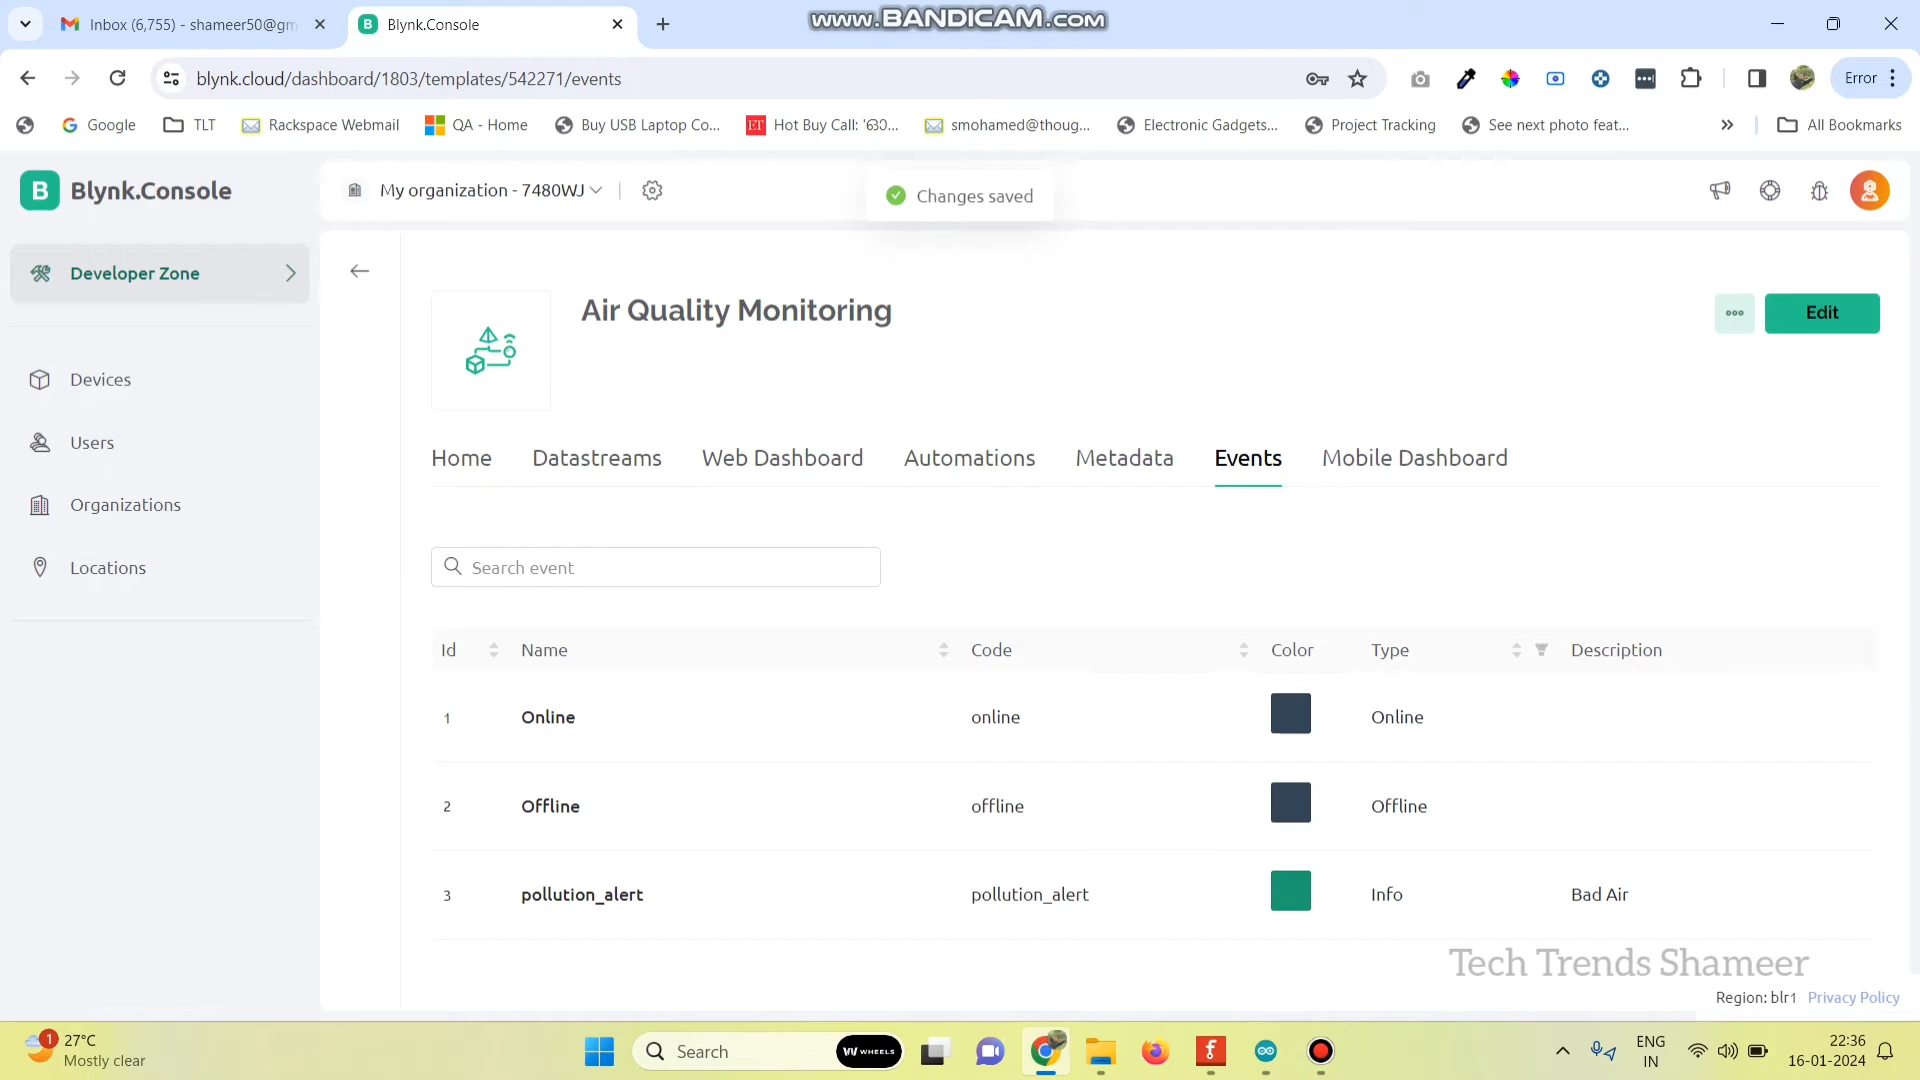 Inbox (6,755) - shameer50@gm
Blynk.Console
www.BANDICAM.com
blynk.cloud/dashboard/1803/templates/542271/events
Error
Google
TLT
Rackspace Webmail
QA - Home
Buy USB Laptop Co...
ET
Hot Buy Call: '630...
smohamed@thoug...
Electronic Gadgets...
Project Tracking
See next photo feat...
All Bookmarks
B Blynk.Console
My organization - 7480WJ
Changes saved
Developer Zone
Devices
Users
Organizations
Locations
Air Quality Monitoring
Edit
Home Datastreams Web Dashboard Automations Metadata Events Mobile Dashboard
Search event
Id Name Code Color Type Description
1 Online online Online
2 Offline offline Offline
3 pollution_alert pollution_alert Info Bad Air
Tech Trends Shameer
Region: blr1 Privacy Policy
1
27°C
Mostly clear
Search
WHEELS
ENG
IN
22:36
16-01-2024